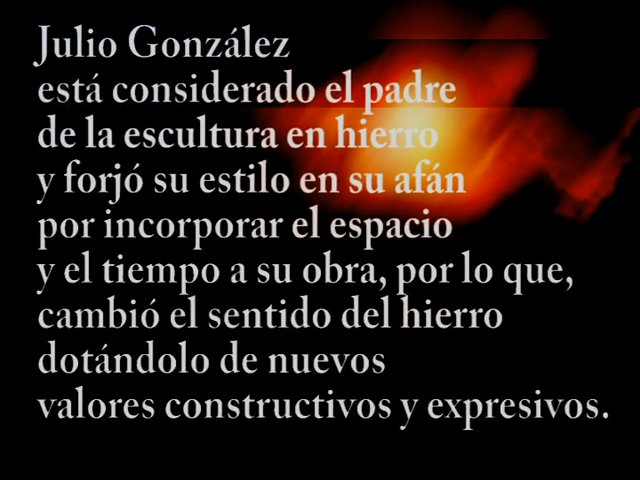 Julio González
está considerado el padre
de la escultura en hierro
y forjó su estilo en su afán
por incorporar el espacio
y el tiempo a su obra, por lo que,
cambió el sentido del hierro
dotándolo de nuevos
valores constructivos y expresivos.